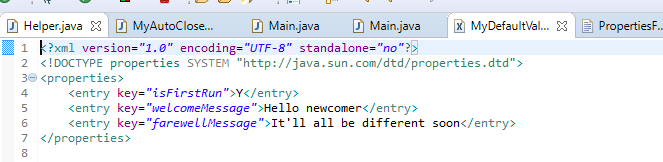 Helper.java
MyAutoClose...
Main.java
Main.java
MyDefaultVal...
PropertiesF...
1 <?xml version="1.0" encoding="UTF-8" standalone="no"?>
2 <!DOCTYPE properties SYSTEM "http://java.sun.com/dtd/properties.dtd">
3 <properties>
4 <entry key="isFirstRun">Y</entry>
5 <entry key="welcomeMessage">Hello newcomer</entry>
6 <entry key="farewellMessage">It'll all be different soon</entry>
7 </properties>